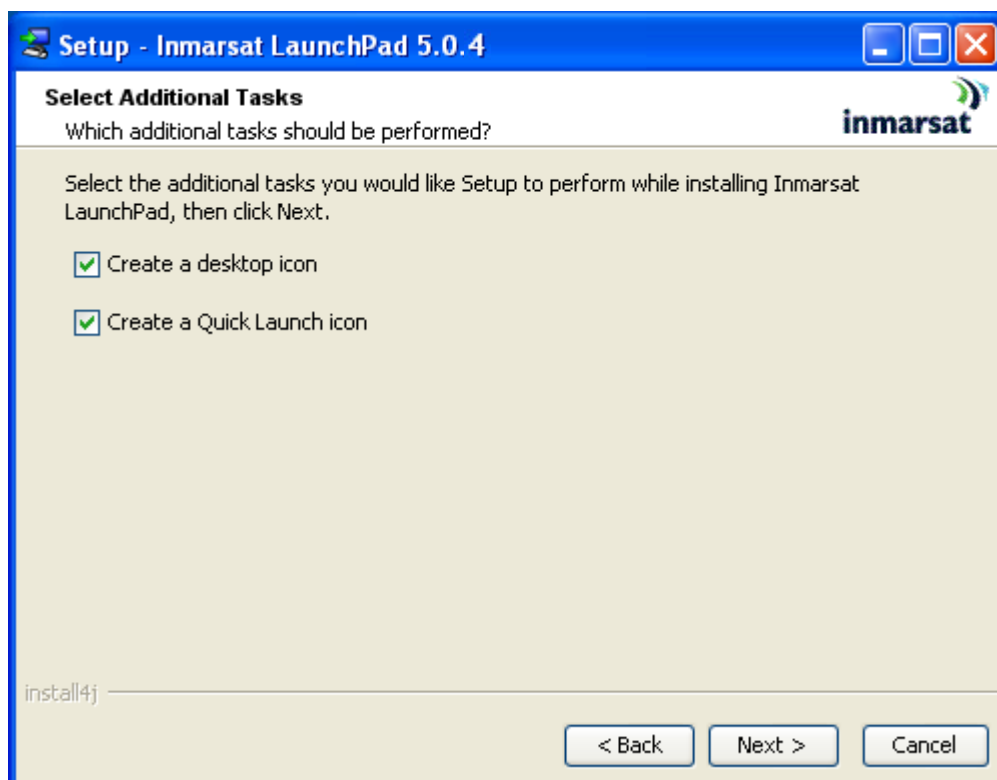 Setup - Inmarsat LaunchPad 5.0.4
Select Additional Tasks
Which additional tasks should be performed?
inmarsat
Select the additional tasks you would like Setup to perform while installing Inmarsat
LaunchPad, then click Next.
Create a desktop icon
Create a Quick Launch icon
install4j
< Back
Next >
Cancel